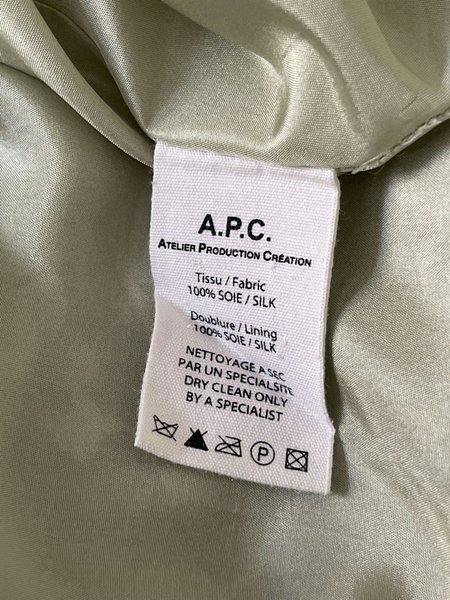 A.P.C.
ATELIER PRODUCTION CRÉATION
Tissu / Fabric
100% SOIE / SILK
Doublure / Lining
100% SOIE / SILK
NETTOYAGE A SEC
PAR UN SPECIALSITE
DRY CLEAN ONLY
BY A SPECIALIST
P